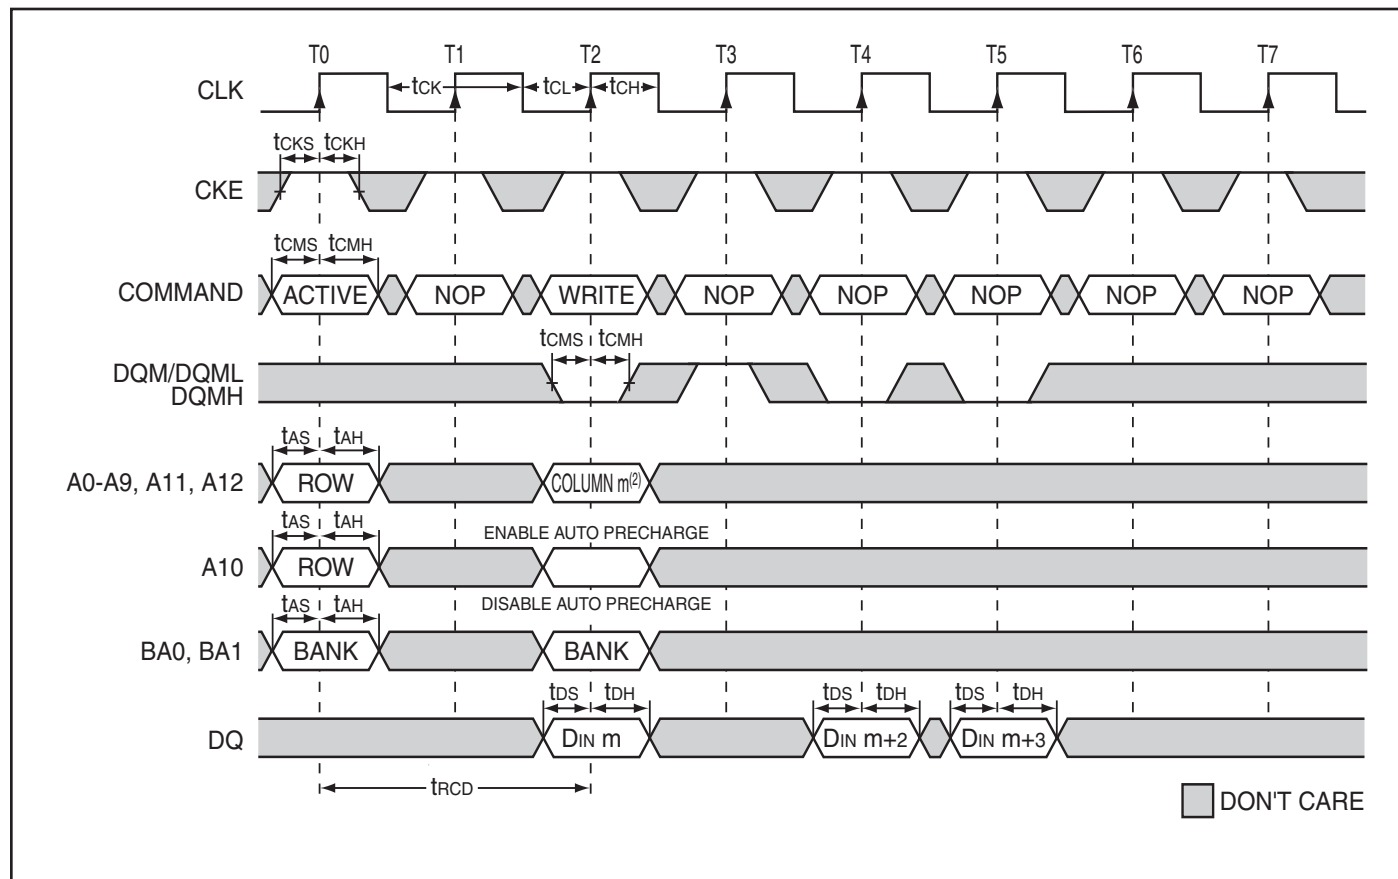 T0 T1 T2 T3 T4 T5 T6 T7
CLK tCK tCL tCH
tCKS tCKH
CKE
tCMS tCMH
COMMAND ACTIVE NOP WRITE NOP NOP NOP NOP NOP
tCMS tCMH
DQM/DQML
DQMH
tAS tAH
A0-A9, A11, A12 ROW COLUMN m(2)
tAS tAH ENABLE AUTO PRECHARGE
A10 ROW
tAS tAH DISABLE AUTO PRECHARGE
BA0, BA1 BANK BANK
tDS tDH tDS tDH tDS tDH
DQ DIN m DIN m+2 DIN m+3
tRCD
DON'T CARE